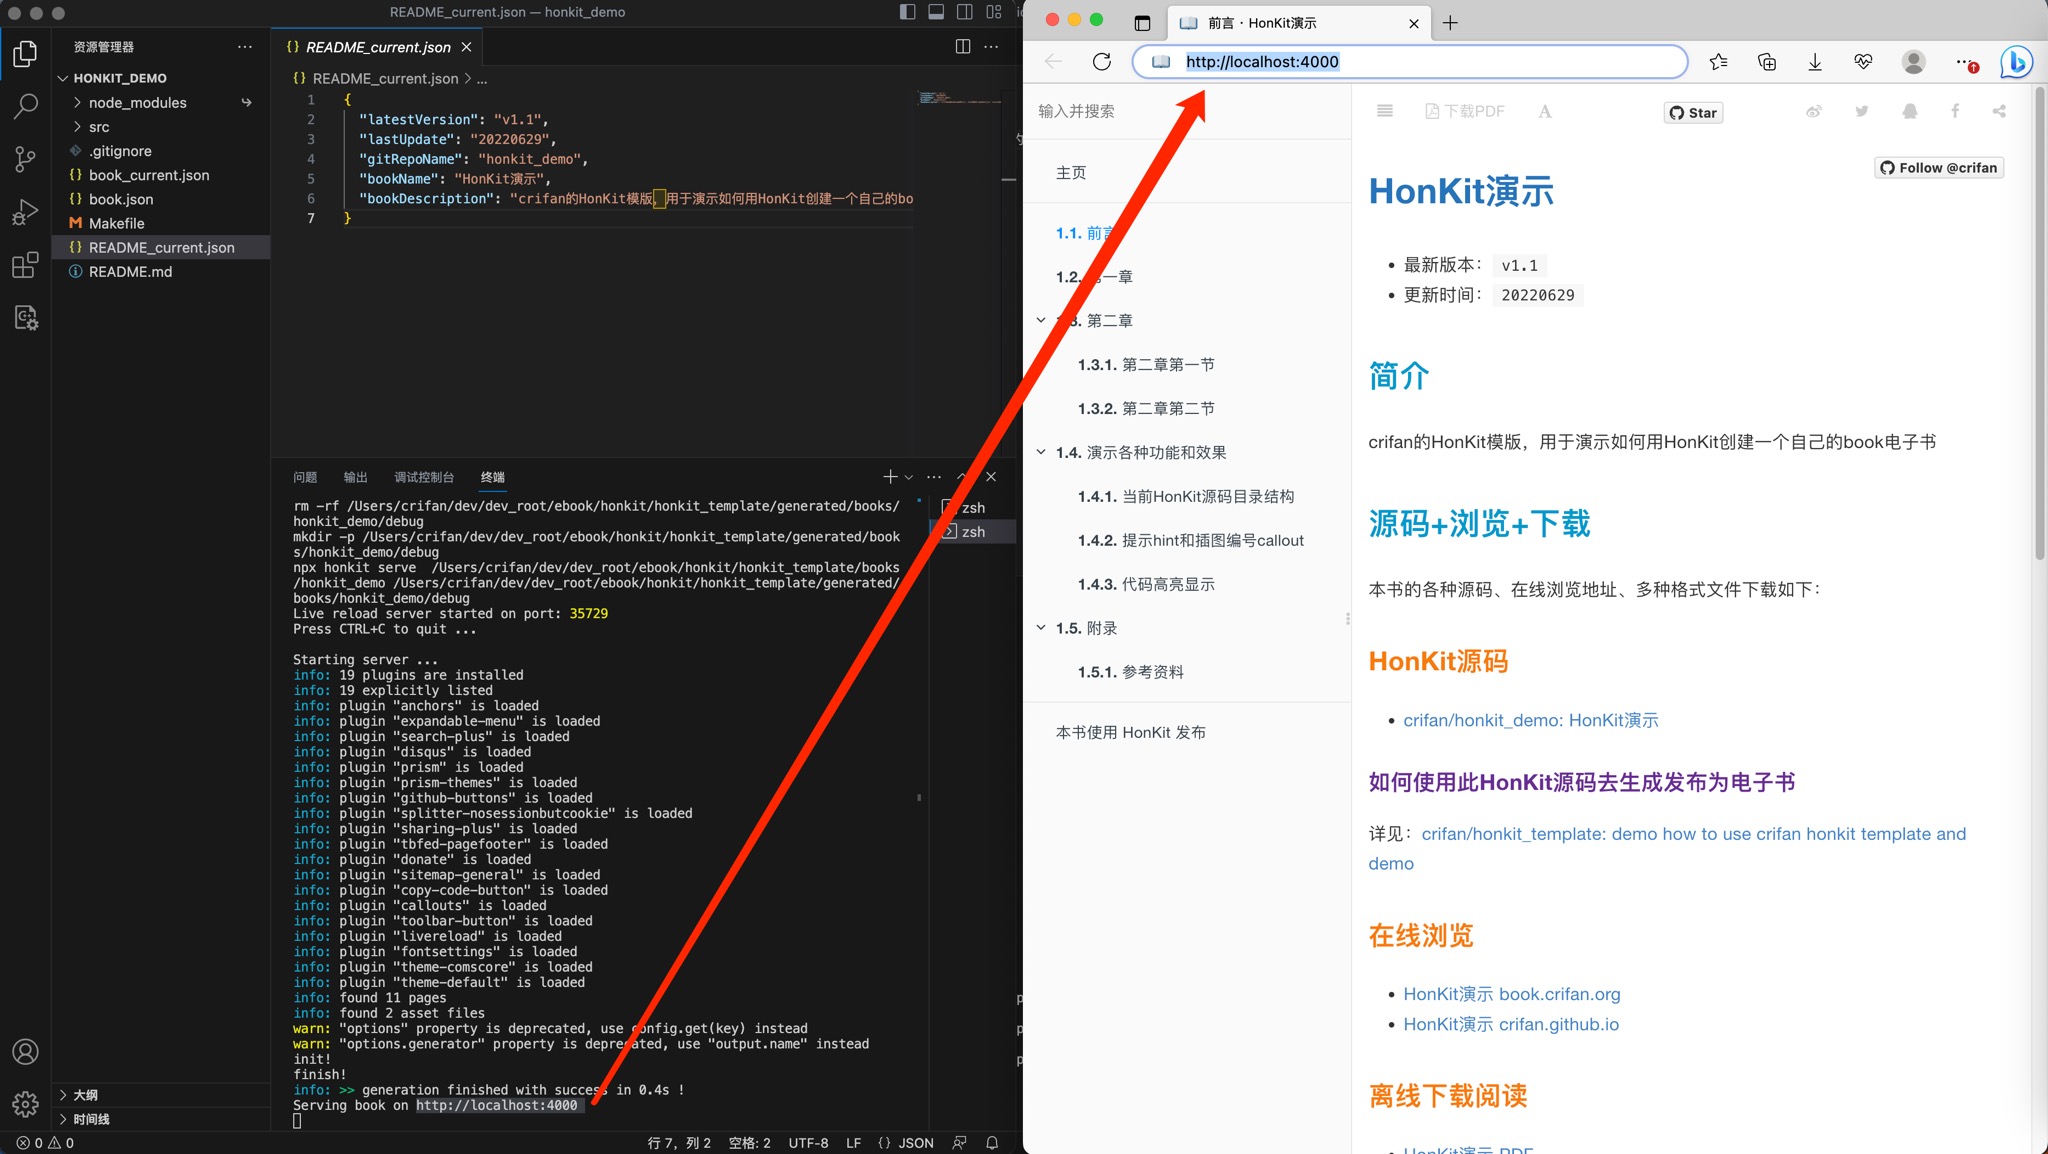 README_current.json — honkit_demo
资源管理器
HONKIT_DEMO
node_modules
src
.gitignore
book_current.json
book.json
Makefile
README_current.json
README.md
大纲
时间线
README_current.json
README_current.json > ...
1 {
2 "latestVersion": "v1.1",
3 "lastUpdate": "20220629",
4 "gitRepoName": "honkit_demo",
5 "bookName": "HonKit演示",
6 "bookDescription": "crifan的HonKit模版，用于演示如何用HonKit创建一个自己的bo
7 }
问题 输出 调试控制台 终端
zsh
zsh
rm -rf /Users/crifan/dev/dev_root/ebook/honkit/honkit_template/generated/books/
honkit_demo/debug
mkdir -p /Users/crifan/dev/dev_root/ebook/honkit/honkit_template/generated/book
s/honkit_demo/debug
npx honkit serve  /Users/crifan/dev/dev_root/ebook/honkit/honkit_template/books
/honkit_demo /Users/crifan/dev/dev_root/ebook/honkit/honkit_template/generated/
books/honkit_demo/debug
Live reload server started on port: 35729
Press CTRL+C to quit ...
Starting server ...
info: 19 plugins are installed
info: 19 explicitly listed
info: plugin "anchors" is loaded
info: plugin "expandable-menu" is loaded
info: plugin "search-plus" is loaded
info: plugin "disqus" is loaded
info: plugin "prism" is loaded
info: plugin "prism-themes" is loaded
info: plugin "github-buttons" is loaded
info: plugin "splitter-nosessionbutcookie" is loaded
info: plugin "sharing-plus" is loaded
info: plugin "tbfed-pagefooter" is loaded
info: plugin "donate" is loaded
info: plugin "sitemap-general" is loaded
info: plugin "copy-code-button" is loaded
info: plugin "callouts" is loaded
info: plugin "toolbar-button" is loaded
info: plugin "livereload" is loaded
info: plugin "fontsettings" is loaded
info: plugin "theme-comscore" is loaded
info: plugin "theme-default" is loaded
info: found 11 pages
info: found 2 asset files
warn: "options" property is deprecated, use config.get(key) instead
warn: "options.generator" property is deprecated, use "output.name" instead
init!
finish!
info: >> generation finished with success in 0.4s !
Serving book on http://localhost:4000
0 0 行 7，列 2 空格: 2 UTF-8 LF {} JSON
前言 · HonKit演示
http://localhost:4000
输入并搜索
主页
1.1. 前言
1.2. 第一章
1.3. 第二章
1.3.1. 第二章第一节
1.3.2. 第二章第二节
1.4. 演示各种功能和效果
1.4.1. 当前HonKit源码目录结构
1.4.2. 提示hint和插图编号callout
1.4.3. 代码高亮显示
1.5. 附录
1.5.1. 参考资料
本书使用 HonKit 发布
下载PDF A Star
Follow @crifan
HonKit演示
最新版本： v1.1
更新时间： 20220629
简介
crifan的HonKit模版，用于演示如何用HonKit创建一个自己的book电子书
源码+浏览+下载
本书的各种源码、在线浏览地址、多种格式文件下载如下：
HonKit源码
crifan/honkit_demo: HonKit演示
如何使用此HonKit源码去生成发布为电子书
详见：crifan/honkit_template: demo how to use crifan honkit template and
demo
在线浏览
HonKit演示 book.crifan.org
HonKit演示 crifan.github.io
离线下载阅读
HonKit演示 PDF